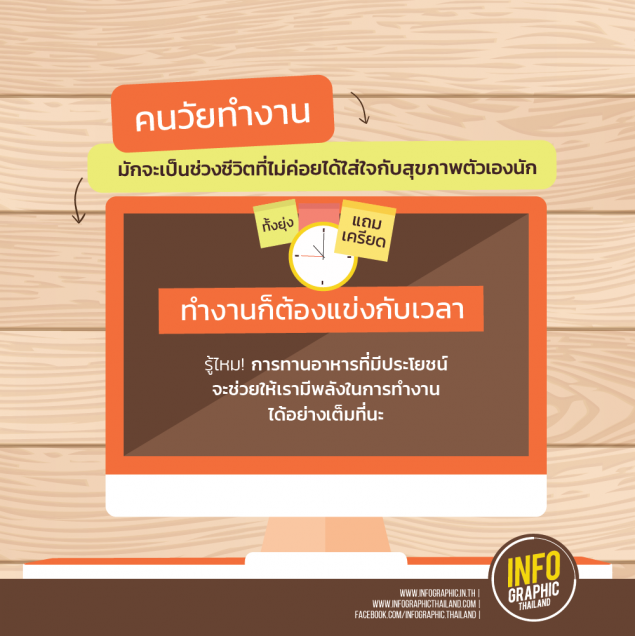 คนวัยทำงาน
มักจะเป็นช่วงชีวิตที่ไม่ค่อยได้ใส่ใจกับสุขภาพตัวเองนัก
ทั้งยุ่ง
แถม
เครียด
ทำงานก็ต้องแข่งกับเวลา
รู้ไหม! การทานอาหารที่มีประโยชน์
จะช่วยให้เรามีพลังในการทำงาน
ได้อย่างเต็มที่นะ
WWW.INFOGRAPHIC.IN.TH |
WWW.INFOGRAPHICTHAILAND.COM |
FACEBOOK.COM/INFOGRAPHIC.THAILAND |
INFO
GRAPHIC
THAILAND